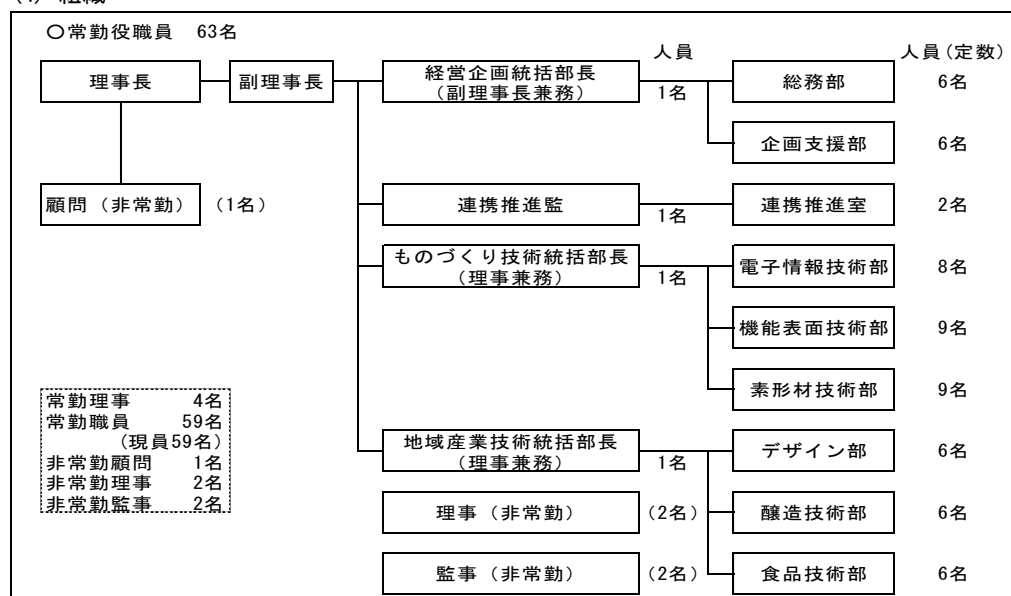 ○常勤役職員 63名
人員 人員(定数)
理事長 副理事長 経営企画統括部長 1名 総務部 6名
(副理事長兼務)
企画支援部 6名
顧問(非常勤) (1名) 連携推進監 1名 連携推進室 2名
ものづくり技術統括部長 1名 電子情報技術部 8名
(理事兼務)
機能表面技術部 9名
素形材技術部 9名
常勤理事 4名
常勤職員 59名
(現員59名)
非常勤顧問 1名
非常勤理事 2名
非常勤監事 2名
地域産業技術統括部長 1名 デザイン部 6名
(理事兼務)
理事(非常勤) (2名) 醸造技術部 6名
監事(非常勤) (2名) 食品技術部 6名